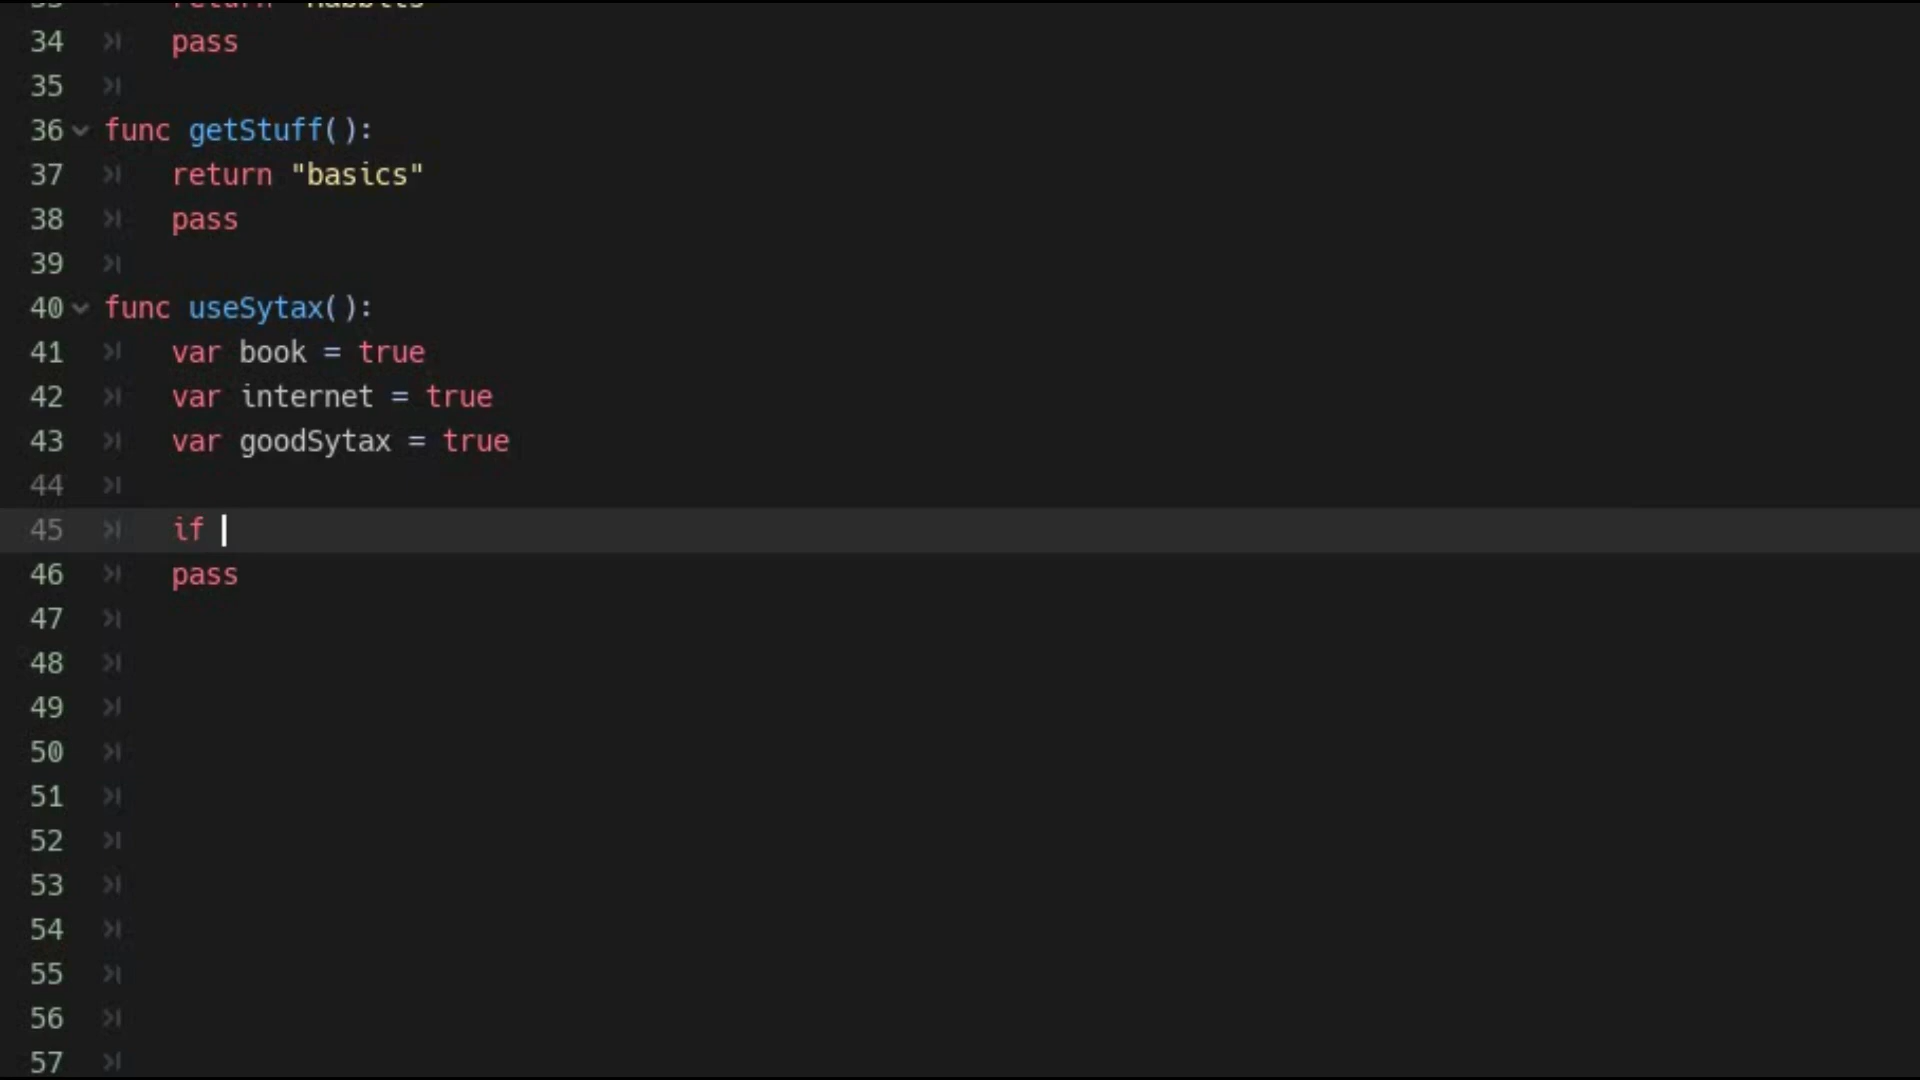 34 pass
35
36 func getStuff():
37 return "basics"
38 pass
39
40 func useSytax():
41 var book = true
42 var internet = true
43 var goodSytax = true
44
45 if
46 pass
47
48
49
50
51
52
53
54
55
56
57